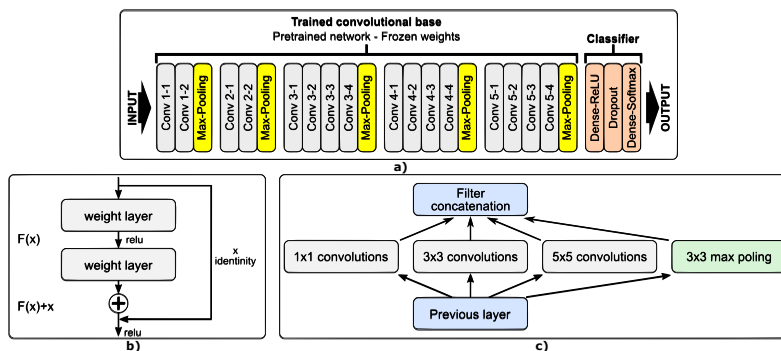 Trained convolutional base
Pretrained network - Frozen weights
Classifier
INPUT
Conv 1-1
Conv 1-2
Max-Pooling
Conv 2-1
Conv 2-2
Max-Pooling
Conv 3-1
Conv 3-2
Conv 3-3
Conv 3-4
Max-Pooling
Conv 4-1
Conv 4-2
Conv 4-3
Conv 4-4
Max-Pooling
Conv 5-1
Conv 5-2
Conv 5-3
Conv 5-4
Max-Pooling
Dense-ReLU
Dropout
Dense-Softmax
OUTPUT
a)
weight layer
F(x)
relu
weight layer
x
idenTinity
F(x)+x
relu
b)
Filter
concatenation
1x1 convolutions
3x3 convolutions
5x5 convolutions
3x3 max poling
Previous layer
c)